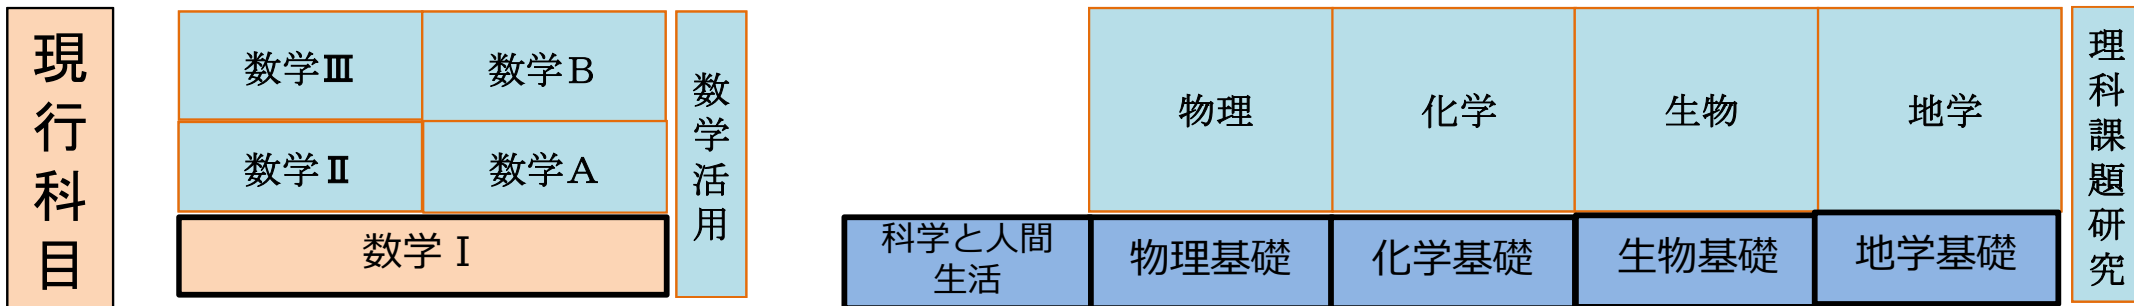 現行科目
数学Ⅲ
数学B
数学Ⅱ
数学A
数学Ⅰ
数学活用
物理
化学
生物
地学
科学と人間
生活
物理基礎
化学基礎
生物基礎
地学基礎
理科課題研究